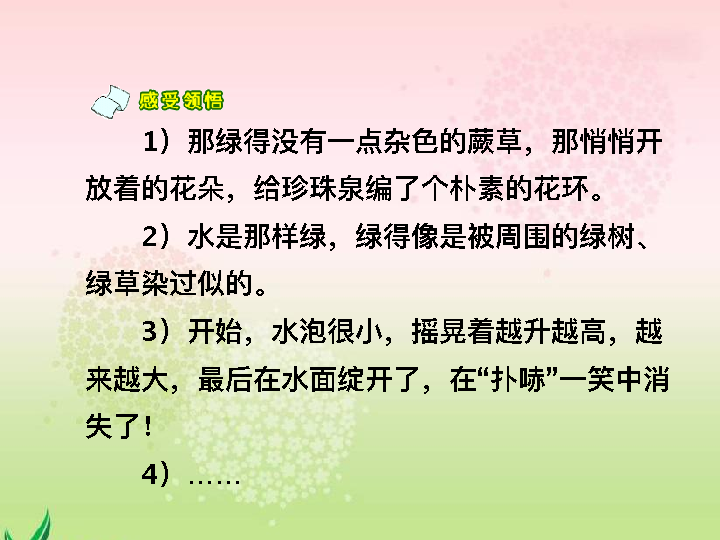 感受领悟
1）那绿得没有一点杂色的蕨草，那悄悄开
放着的花朵，给珍珠泉编了个朴素的花环。
2）水是那样绿，绿得像是被周围的绿树、
绿草染过似的。
3）开始，水泡很小，摇晃着越升越高，越
来越大，最后在水面绽开了，在“扑哧”一笑中消
失了！
4）……